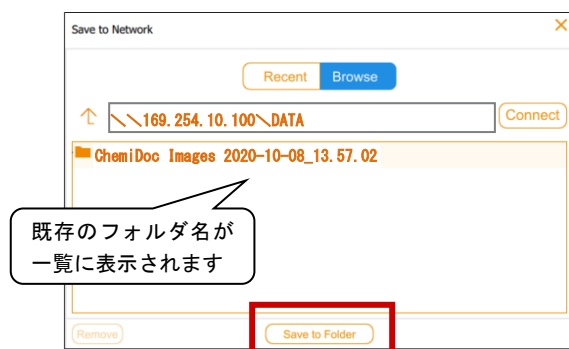 Save to Network
Recent Browse
\\169.254.10.100\DATA Connect
ChemiDoc Images 2020-10-08_13.57.02
既存のフォルダ名が
一覧に表示されます
Remove Save to Folder